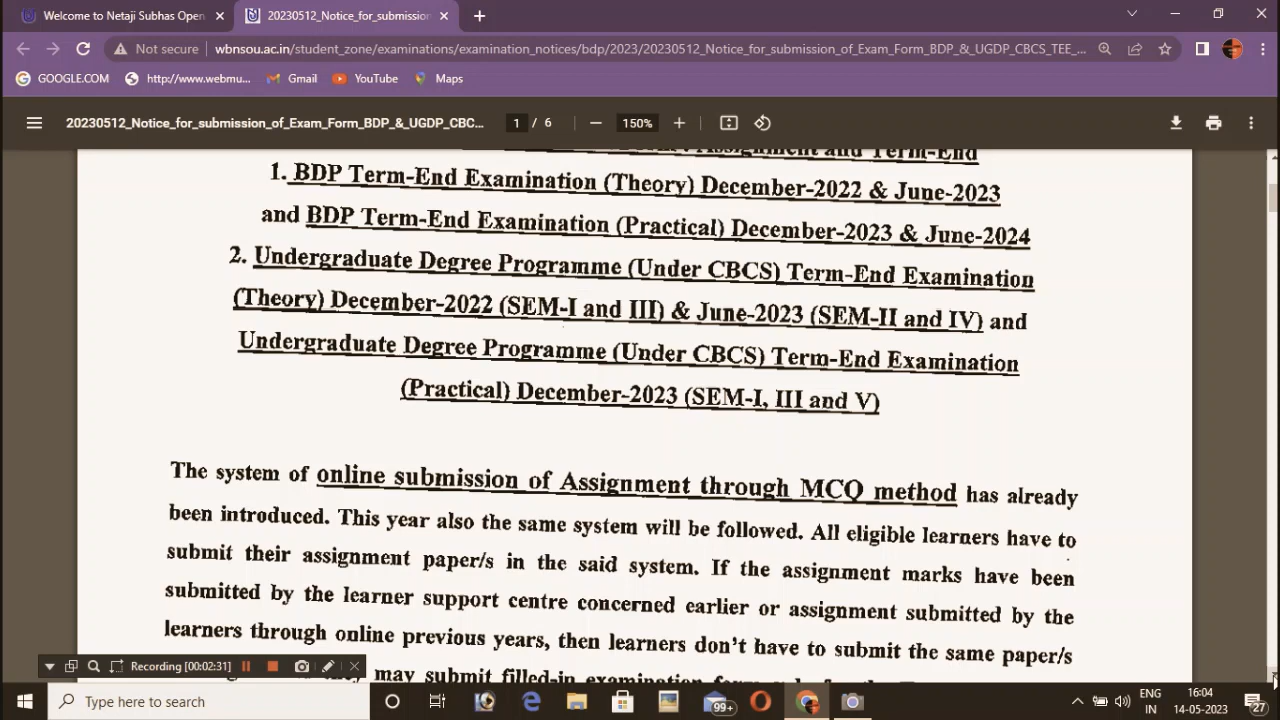 Welcome to Netaji Subhas Open
20230512_Notice_for_submission
Not secure
wbnsou.ac.in/student_zone/examinations/examination_notices/bdp/2023/20230512_Notice_for_submission_of_Exam_Form_BDP_&_UGDP_CBCS_TEE_...
GOOGLE.COM
http://www.webmu...
Gmail
YouTube
Maps
20230512_Notice_for_submission_of_Exam_Form_BDP_&_UGDP_CBC...
1 / 6
150%
Assignment and Term-End
1. BDP Term-End Examination (Theory) December-2022 & June-2023
and BDP Term-End Examination (Practical) December-2023 & June-2024
2. Undergraduate Degree Programme (Under CBCS) Term-End Examination
(Theory) December-2022 (SEM-I and III) & June-2023 (SEM-II and IV) and
Undergraduate Degree Programme (Under CBCS) Term-End Examination
(Practical) December-2023 (SEM-I, III and V)
The system of online submission of Assignment through MCQ method has already
been introduced. This year also the same system will be followed. All eligible learners have to
submit their assignment paper/s in the said system. If the assignment marks have been
submitted by the learner support centre concerned earlier or assignment submitted by the
learners through online previous years, then learners don't have to submit the same paper/s
may submit filled-in examination
Recording [00:02:31]
Type here to search
99+
ENG
IN
16:04
14-05-2023
27